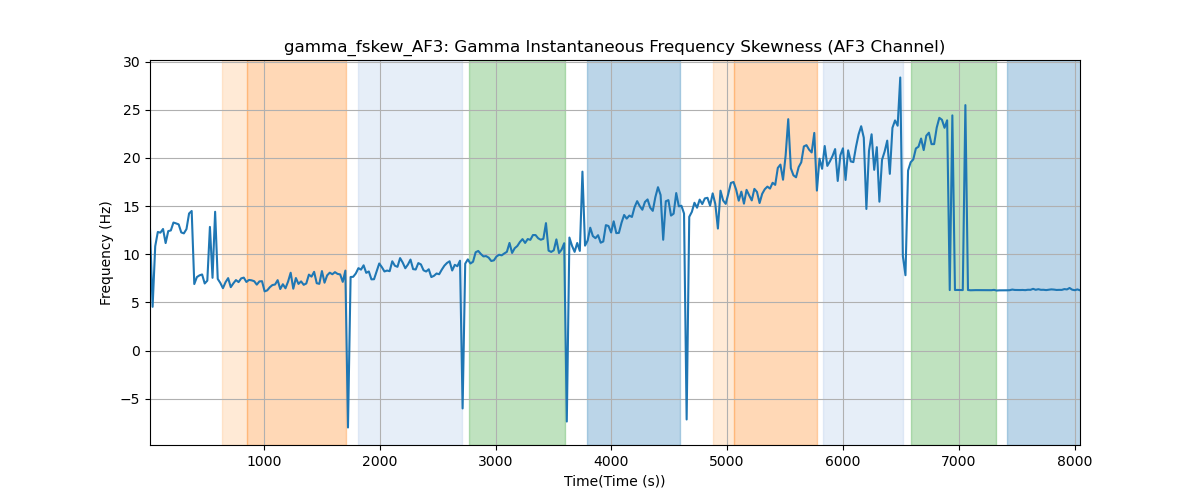 gamma_fskew_AF3: Gamma Instantaneous Frequency Skewness (AF3 Channel)
Frequency (Hz)
30
25
20
15
10
5
0
−5
1000 2000 3000 4000 5000 6000 7000 8000
Time(Time (s))